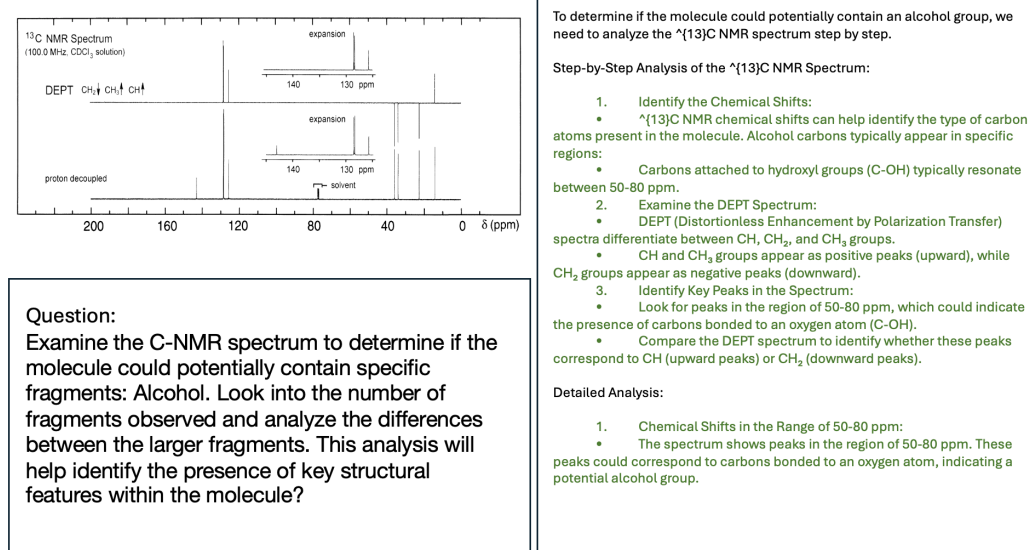 ¹³C NMR Spectrum
(100.0 MHz, CDCl₃ solution)
expansion
DEPT CH₂↓ CH₃↑ CH↑
140 130 ppm
expansion
140 130 ppm
proton decoupled
solvent
200 160 120 80 40 0 δ (ppm)
Question:
Examine the C-NMR spectrum to determine if the
molecule could potentially contain specific
fragments: Alcohol. Look into the number of
fragments observed and analyze the differences
between the larger fragments. This analysis will
help identify the presence of key structural
features within the molecule?
To determine if the molecule could potentially contain an alcohol group, we
need to analyze the ^{13}C NMR spectrum step by step.
Step-by-Step Analysis of the ^{13}C NMR Spectrum:
1. Identify the Chemical Shifts:
• ^{13}C NMR chemical shifts can help identify the type of carbon
atoms present in the molecule. Alcohol carbons typically appear in specific
regions:
• Carbons attached to hydroxyl groups (C-OH) typically resonate
between 50-80 ppm.
2. Examine the DEPT Spectrum:
• DEPT (Distortionless Enhancement by Polarization Transfer)
spectra differentiate between CH, CH₂, and CH₃ groups.
• CH and CH₃ groups appear as positive peaks (upward), while
CH₂ groups appear as negative peaks (downward).
3. Identify Key Peaks in the Spectrum:
• Look for peaks in the region of 50-80 ppm, which could indicate
the presence of carbons bonded to an oxygen atom (C-OH).
• Compare the DEPT spectrum to identify whether these peaks
correspond to CH (upward peaks) or CH₂ (downward peaks).
Detailed Analysis:
1. Chemical Shifts in the Range of 50-80 ppm:
• The spectrum shows peaks in the region of 50-80 ppm. These
peaks could correspond to carbons bonded to an oxygen atom, indicating a
potential alcohol group.